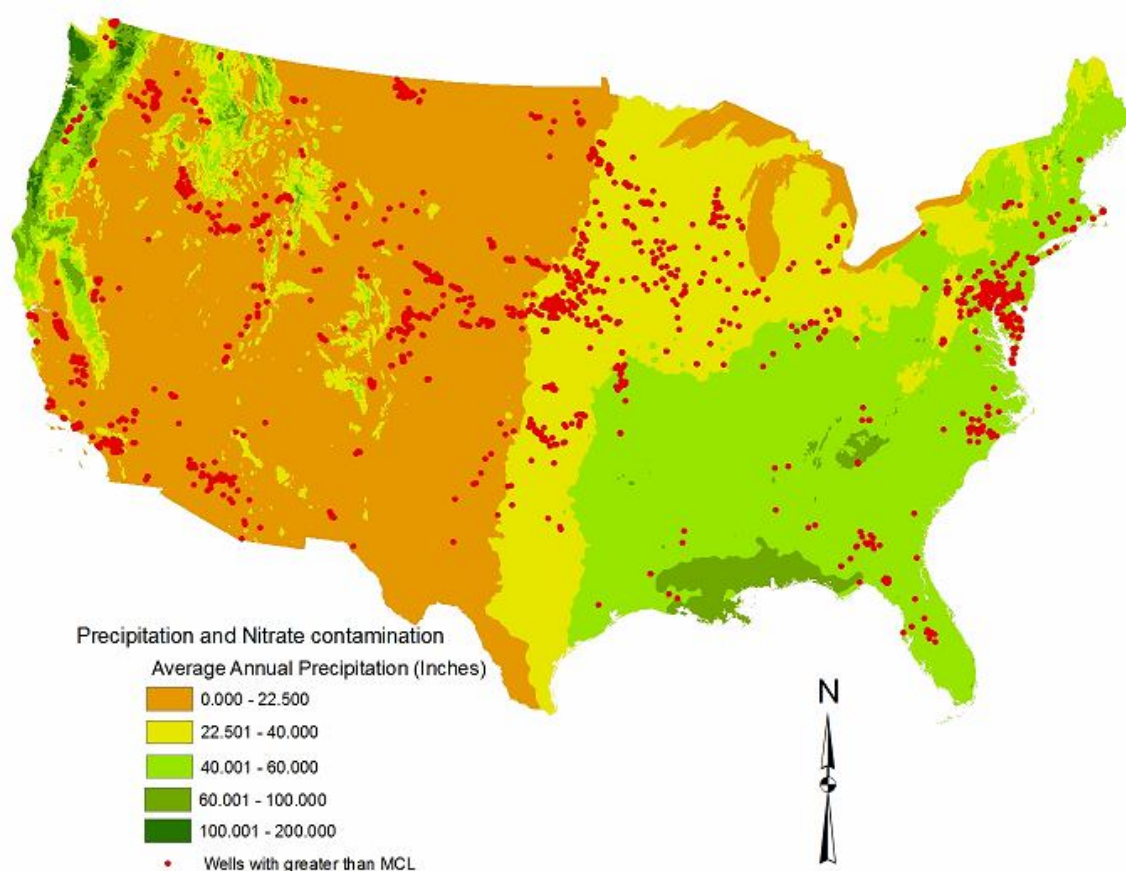 Precipitation and Nitrate contamination
Average Annual Precipitation (Inches)
0.000 - 22.500
22.501 - 40.000
40.001 - 60.000
60.001 - 100.000
100.001 - 200.000
Wells with greater than MCL
N